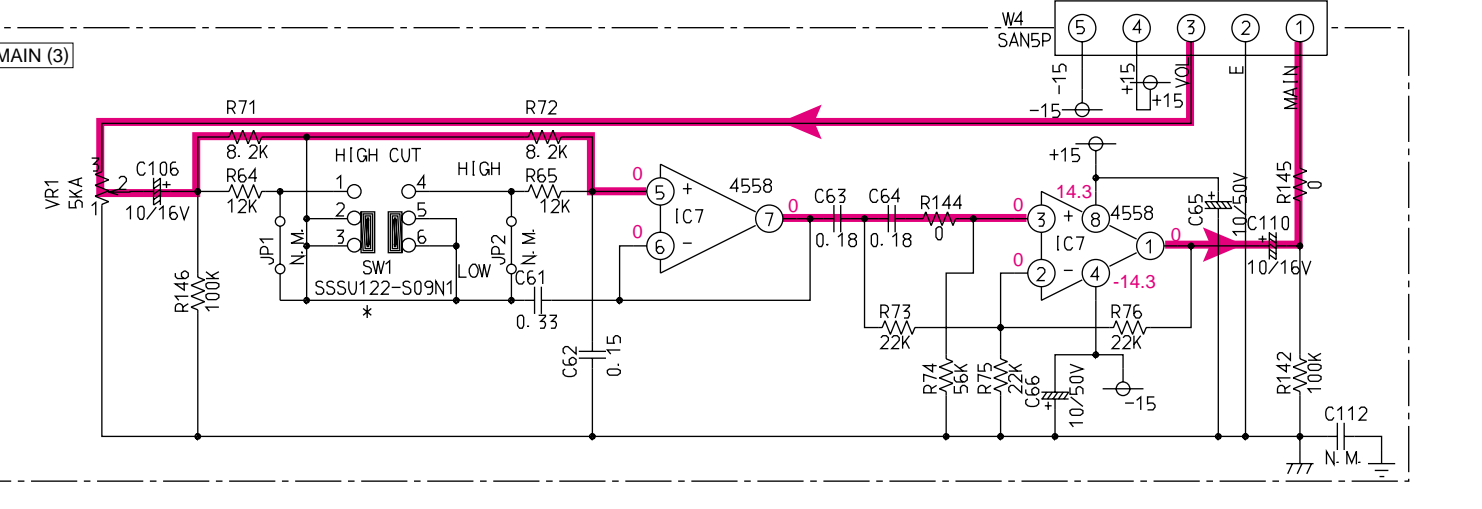 W4
SAN5P
5
4
3
2
1
MAIN (3)
-15
+15
VOL
E
MAIN
-15
+15
R71
8.2K
R72
8.2K
HIGH CUT
HIGH
+15
VR1
5KA
3
2
1
C106
+
10/16V
R64
12K
1
4
R65
12K
2
5
3
6
JP1
N.M.
JP2
N.M.
SW1
LOW
SSSU122-S09N1
*
R146
100K
C61
0.33
C62
0.15
0
5
+
4558
IC7
7
0
0
6
-
C63
0.18
C64
0.18
R144
0
0
3
+
14.3
8
4558
IC7
1
0
0
2
-
4
-14.3
C65
+
10/50V
R145
0
C110
+
10/16V
R73
22K
R76
22K
R74
56K
R75
22K
C66
+
10/50V
-15
R142
100K
C112
N.M.